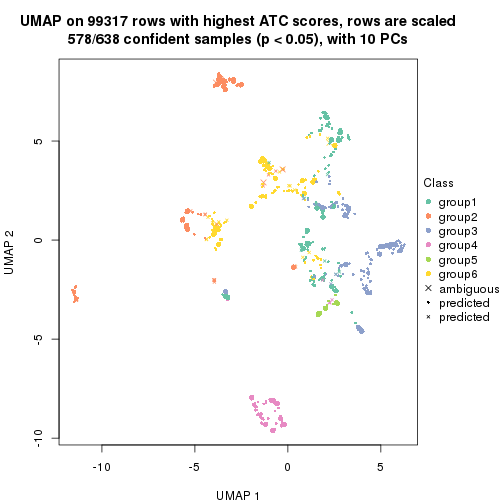 UMAP on 99317 rows with highest ATC scores, rows are scaled
578/638 confident samples (p < 0.05), with 10 PCs
Class
group1
group2
group3
group4
group5
group6
ambiguous
predicted
predicted
5
0
-5
-10
UMAP 2
-10
-5
0
5
UMAP 1